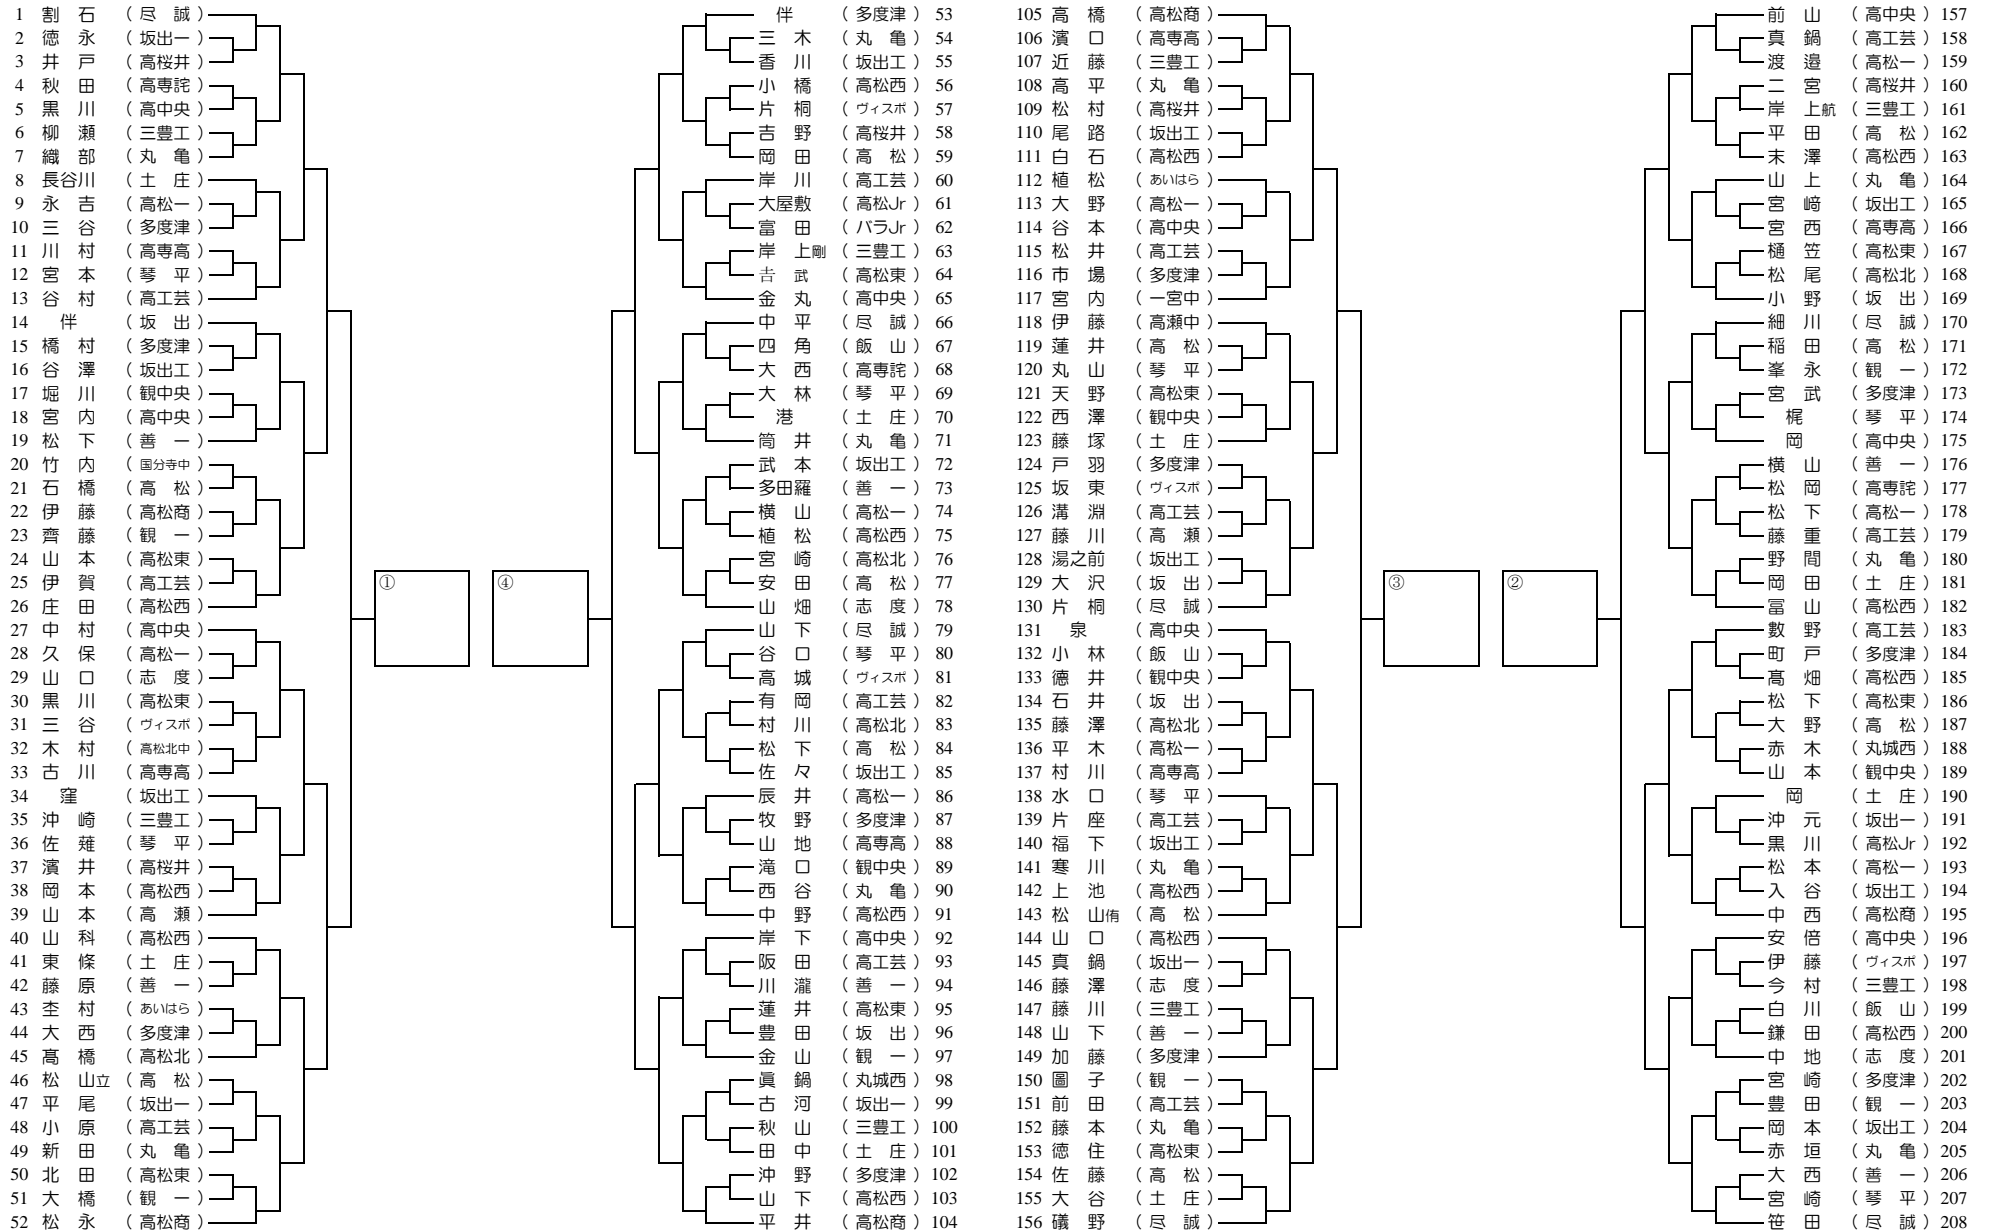 1 割 石 (尽 誠)
2 徳 永 (坂出一)
3 井 戸 (高桜井)
4 秋 田 (高専詫)
5 黒 川 (高中央)
6 柳 瀬 (三豊工)
7 織 部 (丸 亀)
8 長谷川 (土 庄)
9 永 吉 (高松一)
10 三 谷 (多度津)
11 川 村 (高専高)
12 宮 本 (琴 平)
13 谷 村 (高工芸)
14 伴 (坂 出)
15 橋 村 (多度津)
16 谷 澤 (坂出工)
17 堀 川 (観中央)
18 宮 内 (高中央)
19 松 下 (善 一)
20 竹 内 (国分寺中)
21 石 橋 (高 松)
22 伊 藤 (高松商)
23 齊 藤 (観 一)
24 山 本 (高松東)
25 伊 賀 (高工芸)
26 庄 田 (高松西)
27 中 村 (高中央)
28 久 保 (高松一)
29 山 口 (志 度)
30 黒 川 (高松東)
31 三 谷 (ヴィスポ)
32 木 村 (高松北中)
33 古 川 (高専高)
34 窪 (坂出工)
35 沖 崎 (三豊工)
36 佐 薙 (琴 平)
37 濱 井 (高桜井)
38 岡 本 (高松西)
39 山 本 (高 瀬)
40 山 科 (高松西)
41 東 條 (土 庄)
42 藤 原 (善 一)
43 杢 村 (あいはら)
44 大 西 (多度津)
45 髙 橋 (高松北)
46 松 山立 (高 松)
47 平 尾 (坂出一)
48 小 原 (高工芸)
49 新 田 (丸 亀)
50 北 田 (高松東)
51 大 橋 (観 一)
52 松 永 (高松商)
①
④
伴 (多度津) 53
三 木 (丸 亀) 54
香 川 (坂出工) 55
小 橋 (高松西) 56
片 桐 (ヴィスポ) 57
吉 野 (高桜井) 58
岡 田 (高 松) 59
岸 川 (高工芸) 60
大屋敷 (高松Jr) 61
富 田 (バラJr) 62
岸 上剛 (三豊工) 63
𠮷 武 (高松東) 64
金 丸 (高中央) 65
中 平 (尽 誠) 66
四 角 (飯 山) 67
大 西 (高専詫) 68
大 林 (琴 平) 69
港 (土 庄) 70
筒 井 (丸 亀) 71
武 本 (坂出工) 72
多田羅 (善 一) 73
横 山 (高松一) 74
植 松 (高松西) 75
宮 崎 (高松北) 76
安 田 (高 松) 77
山 畑 (志 度) 78
山 下 (尽 誠) 79
谷 口 (琴 平) 80
高 城 (ヴィスポ) 81
有 岡 (高工芸) 82
村 川 (高松北) 83
松 下 (高 松) 84
佐 々 (坂出工) 85
辰 井 (高松一) 86
牧 野 (多度津) 87
山 地 (高専高) 88
滝 口 (観中央) 89
西 谷 (丸 亀) 90
中 野 (高松西) 91
岸 下 (高中央) 92
阪 田 (高工芸) 93
川 瀧 (善 一) 94
蓮 井 (高松東) 95
豊 田 (坂 出) 96
金 山 (観 一) 97
眞 鍋 (丸城西) 98
古 河 (坂出一) 99
秋 山 (三豊工) 100
田 中 (土 庄) 101
沖 野 (多度津) 102
山 下 (高松西) 103
平 井 (高松商) 104
105 高 橋 (高松商)
106 濱 口 (高専高)
107 近 藤 (三豊工)
108 高 平 (丸 亀)
109 松 村 (高桜井)
110 尾 路 (坂出工)
111 白 石 (高松西)
112 植 松 (あいはら)
113 大 野 (高松一)
114 谷 本 (高中央)
115 松 井 (高工芸)
116 市 場 (多度津)
117 宮 内 (一宮中)
118 伊 藤 (高瀬中)
119 蓮 井 (高 松)
120 丸 山 (琴 平)
121 天 野 (高松東)
122 西 澤 (観中央)
123 藤 塚 (土 庄)
124 戸 羽 (多度津)
125 坂 東 (ヴィスポ)
126 溝 淵 (高工芸)
127 藤 川 (高 瀬)
128 湯之前 (坂出工)
129 大 沢 (坂 出)
130 片 桐 (尽 誠)
131 泉 (高中央)
132 小 林 (飯 山)
133 德 井 (観中央)
134 石 井 (坂 出)
135 藤 澤 (高松北)
136 平 木 (高松一)
137 村 川 (高専高)
138 水 口 (琴 平)
139 片 座 (高工芸)
140 福 下 (坂出工)
141 寒 川 (丸 亀)
142 上 池 (高松西)
143 松 山侑 (高 松)
144 山 口 (高松西)
145 真 鍋 (坂出一)
146 藤 澤 (志 度)
147 藤 川 (三豊工)
148 山 下 (善 一)
149 加 藤 (多度津)
150 圖 子 (観 一)
151 前 田 (高工芸)
152 藤 本 (丸 亀)
153 徳 住 (高松東)
154 佐 藤 (高 松)
155 大 谷 (土 庄)
156 礒 野 (尽 誠)
③
②
前 山 (高中央) 157
真 鍋 (高工芸) 158
渡 邉 (高松一) 159
二 宮 (高桜井) 160
岸 上航 (三豊工) 161
平 田 (高 松) 162
末 澤 (高松西) 163
山 上 (丸 亀) 164
宮 﨑 (坂出工) 165
宮 西 (高専高) 166
樋 笠 (高松東) 167
松 尾 (高松北) 168
小 野 (坂 出) 169
細 川 (尽 誠) 170
稲 田 (高 松) 171
峯 永 (観 一) 172
宮 武 (多度津) 173
梶 (琴 平) 174
岡 (高中央) 175
横 山 (善 一) 176
松 岡 (高専詫) 177
松 下 (高松一) 178
藤 重 (高工芸) 179
野 間 (丸 亀) 180
岡 田 (土 庄) 181
冨 山 (高松西) 182
數 野 (高工芸) 183
町 戸 (多度津) 184
髙 畑 (高松西) 185
松 下 (高松東) 186
大 野 (高 松) 187
赤 木 (丸城西) 188
山 本 (観中央) 189
岡 (土 庄) 190
沖 元 (坂出一) 191
黒 川 (高松Jr) 192
松 本 (高松一) 193
入 谷 (坂出工) 194
中 西 (高松商) 195
安 倍 (高中央) 196
伊 藤 (ヴィスポ) 197
今 村 (三豊工) 198
白 川 (飯 山) 199
鎌 田 (高松西) 200
中 地 (志 度) 201
宮 崎 (多度津) 202
豊 田 (観 一) 203
岡 本 (坂出工) 204
赤 垣 (丸 亀) 205
大 西 (善 一) 206
宮 崎 (琴 平) 207
笹 田 (尽 誠) 208